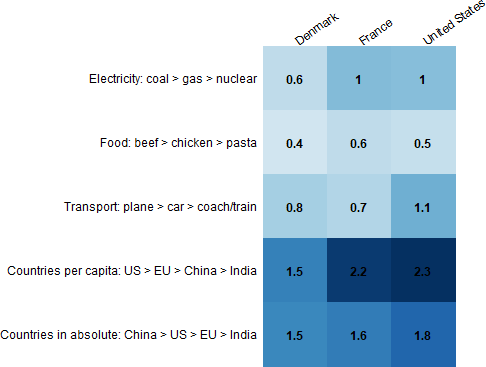 Denmark France United States
Electricity: coal > gas > nuclear 0.6 1 1
Food: beef > chicken > pasta 0.4 0.6 0.5
Transport: plane > car > coach/train 0.8 0.7 1.1
Countries per capita: US > EU > China > India 1.5 2.2 2.3
Countries in absolute: China > US > EU > India 1.5 1.6 1.8